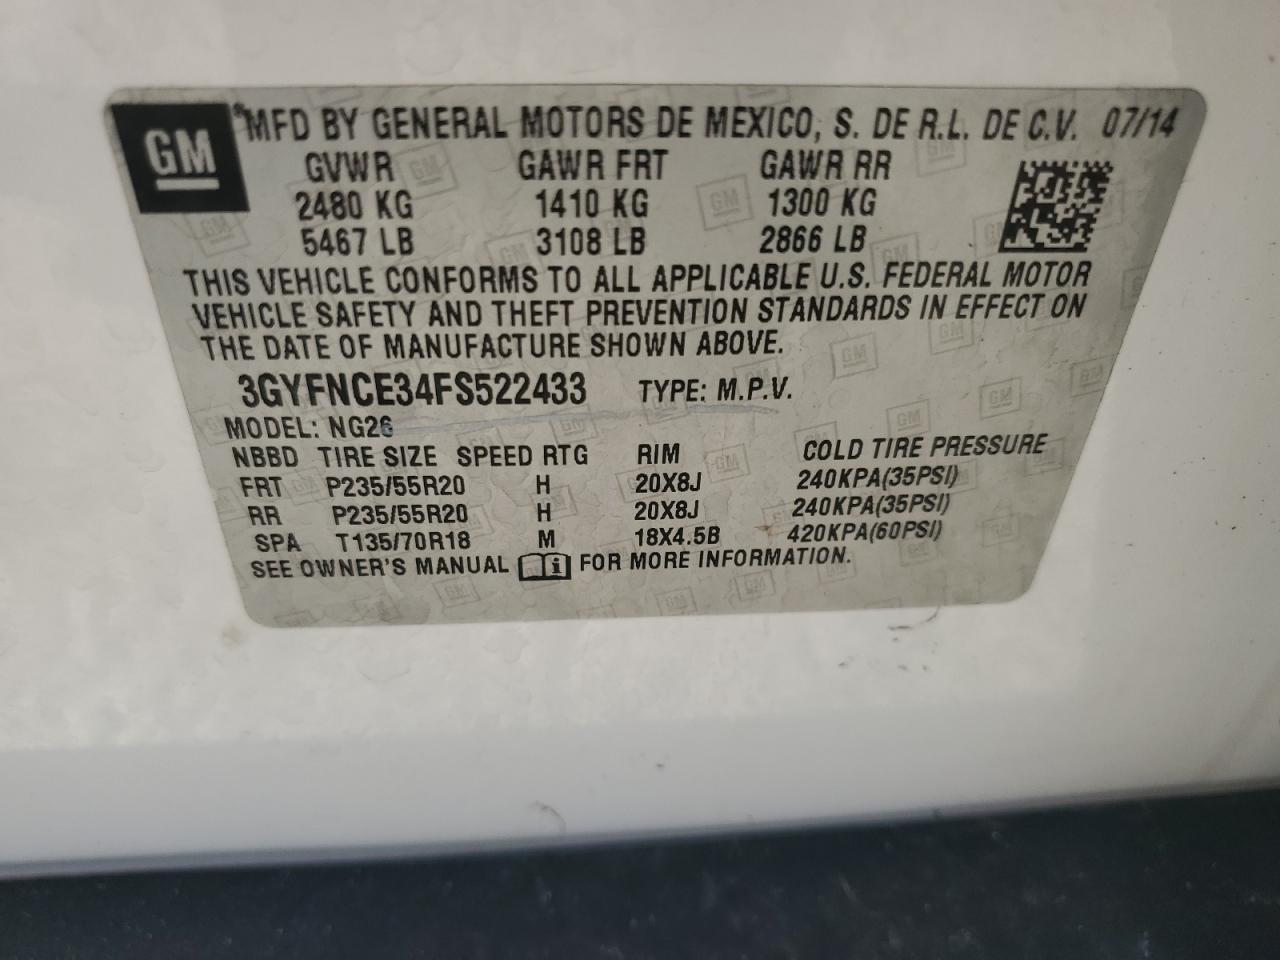 GM
MFD BY GENERAL MOTORS DE MEXICO, S. DE R.L. DE C.V. 07/14
GVWR GAWR FRT GAWR RR
2480 KG 1410 KG 1300 KG
5467 LB 3108 LB 2866 LB
THIS VEHICLE CONFORMS TO ALL APPLICABLE U.S. FEDERAL MOTOR
VEHICLE SAFETY AND THEFT PREVENTION STANDARDS IN EFFECT ON
THE DATE OF MANUFACTURE SHOWN ABOVE.
3GYFNCE34FS522433 TYPE: M.P.V.
MODEL: NG26
NBBD TIRE SIZE SPEED RTG RIM COLD TIRE PRESSURE
FRT P235/55R20 H 20X8J 240KPA(35PSI)
RR P235/55R20 H 20X8J 240KPA(35PSI)
SPA T135/70R18 M 18X4.5B 420KPA(60PSI)
SEE OWNER'S MANUAL i FOR MORE INFORMATION.